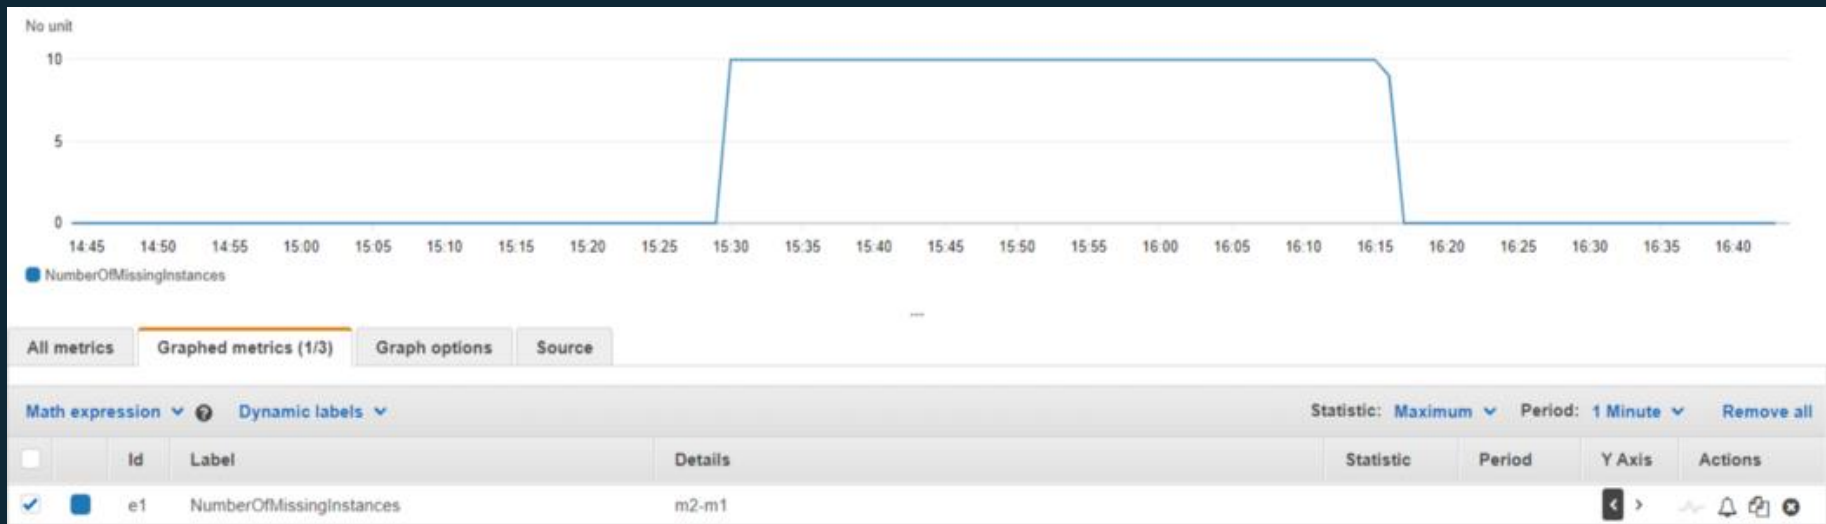 No unit
10
5
0
14:45 14:50 14:55 15:00 15:05 15:10 15:15 15:20 15:25 15:30 15:35 15:40 15:45 15:50 15:55 16:00 16:05 16:10 16:15 16:20 16:25 16:30 16:35 16:40
NumberOfMissingInstances
All metrics Graphed metrics (1/3) Graph options Source
Math expression Dynamic labels Statistic: Maximum Period: 1 Minute Remove all
Id Label Details Statistic Period Y Axis Actions
e1 NumberOfMissingInstances m2-m1